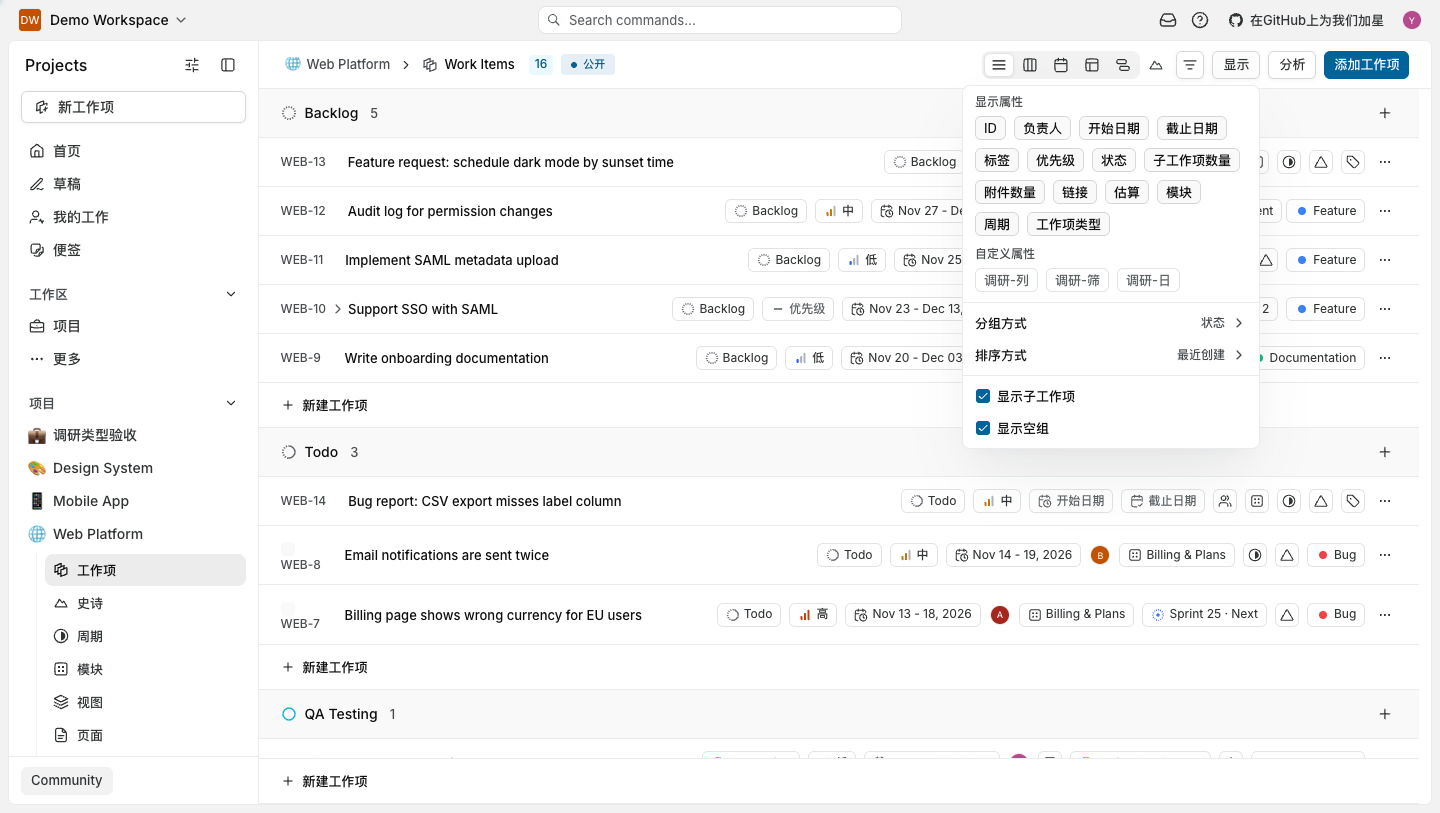 DW Demo Workspace
Search commands...
在GitHub上为我们加星
Y
Projects
新工作项
首页
草稿
我的工作
便签
工作区
项目
更多
项目
调研类型验收
Design System
Mobile App
Web Platform
工作项
史诗
周期
模块
视图
页面
Community
Web Platform
Work Items
16
公开
显示
分析
添加工作项
Backlog 5
WEB-13 Feature request: schedule dark mode by sunset time Backlog
WEB-12 Audit log for permission changes Backlog 中 Nov 27 - De Feature
WEB-11 Implement SAML metadata upload Backlog 低 Nov 25 Feature
WEB-10 Support SSO with SAML Backlog 优先级 Nov 23 - Dec 13, 2 Feature
WEB-9 Write onboarding documentation Backlog 低 Nov 20 - Dec 03 Documentation
新建工作项
显示属性
ID 负责人 开始日期 截止日期
标签 优先级 状态 子工作项数量
附件数量 链接 估算 模块
周期 工作项类型
自定义属性
调研-列 调研-筛 调研-日
分组方式 状态
排序方式 最近创建
显示子工作项
显示空组
Todo 3
WEB-14 Bug report: CSV export misses label column Todo 中 开始日期 截止日期
WEB-8 Email notifications are sent twice Todo 中 Nov 14 - 19, 2026 B Billing & Plans Bug
WEB-7 Billing page shows wrong currency for EU users Todo 高 Nov 13 - 18, 2026 A Billing & Plans Sprint 25 · Next Bug
新建工作项
QA Testing 1
新建工作项